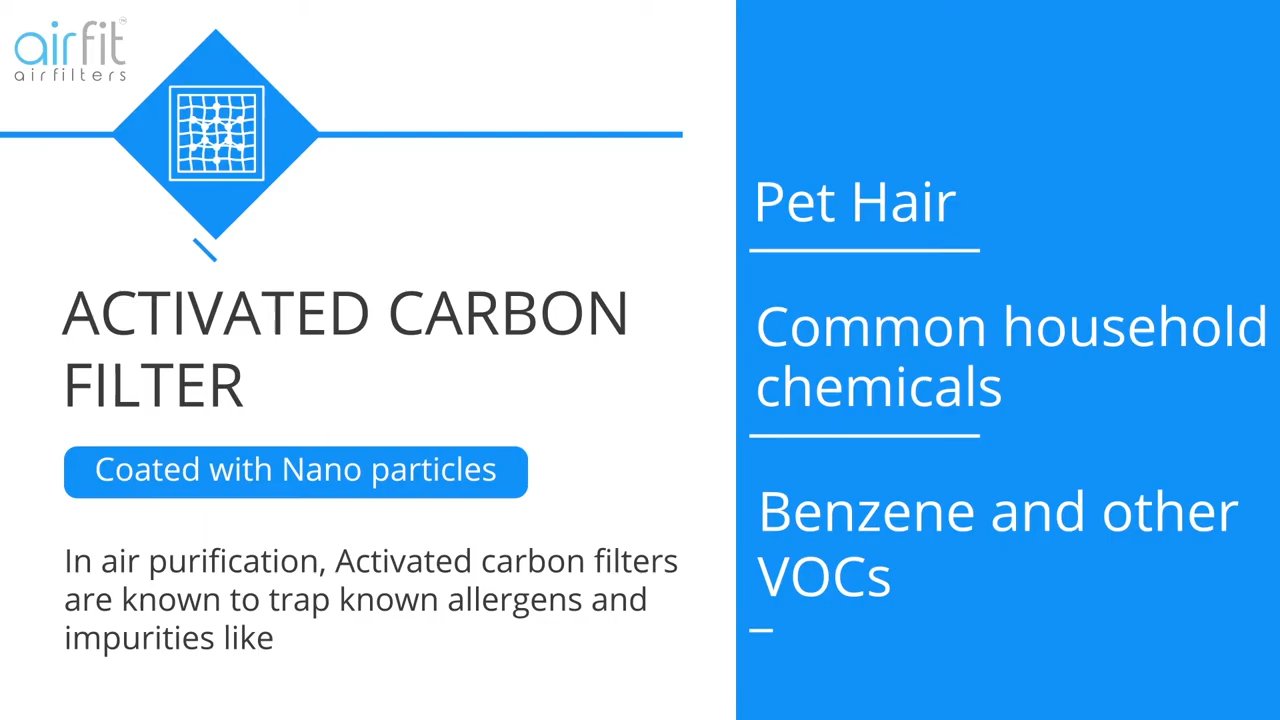 airfit™
airfilters
ACTIVATED CARBON
FILTER
Coated with Nano particles
In air purification, Activated carbon filters
are known to trap known allergens and
impurities like
Pet Hair
Common household
chemicals
Benzene and other
VOCs